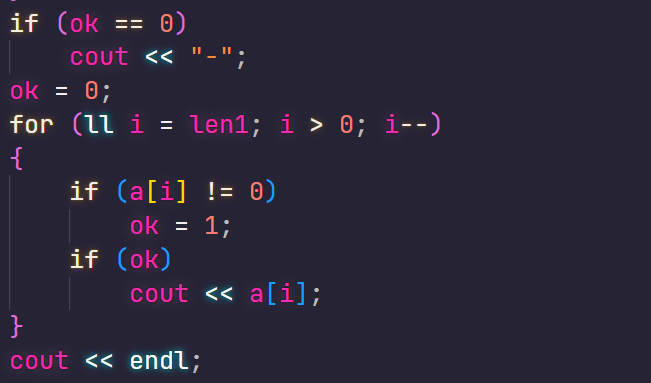 if (ok == 0)
    cout << "-";
ok = 0;
for (ll i = len1; i > 0; i--)
{
    if (a[i] != 0)
        ok = 1;
    if (ok)
        cout << a[i];
}
cout << endl;